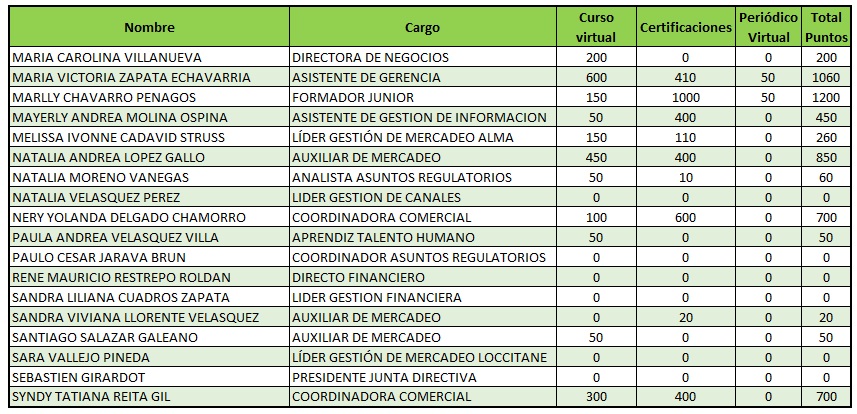 Nombre Cargo Curso virtual Certificaciones Periódico Virtual Total Puntos
MARIA CAROLINA VILLANUEVA DIRECTORA DE NEGOCIOS 200 0 0 200
MARIA VICTORIA ZAPATA ECHAVARRIA ASISTENTE DE GERENCIA 600 410 50 1060
MARLLY CHAVARRO PENAGOS FORMADOR JUNIOR 150 1000 50 1200
MAYERLY ANDREA MOLINA OSPINA ASISTENTE DE GESTION DE INFORMACION 50 400 0 450
MELISSA IVONNE CADAVID STRUSS LÍDER GESTIÓN DE MERCADEO ALMA 150 110 0 260
NATALIA ANDREA LOPEZ GALLO AUXILIAR DE MERCADEO 450 400 0 850
NATALIA MORENO VANEGAS ANALISTA ASUNTOS REGULATORIOS 50 10 0 60
NATALIA VELASQUEZ PEREZ LIDER GESTION DE CANALES 0 0 0 0
NERY YOLANDA DELGADO CHAMORRO COORDINADORA COMERCIAL 100 600 0 700
PAULA ANDREA VELASQUEZ VILLA APRENDIZ TALENTO HUMANO 50 0 0 50
PAULO CESAR JARAVA BRUN COORDINADOR ASUNTOS REGULATORIOS 0 0 0 0
RENE MAURICIO RESTREPO ROLDAN DIRECTO FINANCIERO 0 0 0 0
SANDRA LILIANA CUADROS ZAPATA LIDER GESTION FINANCIERA 0 0 0 0
SANDRA VIVIANA LLORENTE VELASQUEZ AUXILIAR DE MERCADEO 0 20 0 20
SANTIAGO SALAZAR GALEANO AUXILIAR DE MERCADEO 50 0 0 50
SARA VALLEJO PINEDA LÍDER GESTIÓN DE MERCADEO LOCCITANE 0 0 0 0
SEBASTIEN GIRARDOT PRESIDENTE JUNTA DIRECTIVA 0 0 0 0
SYNDY TATIANA REITA GIL COORDINADORA COMERCIAL 300 400 0 700